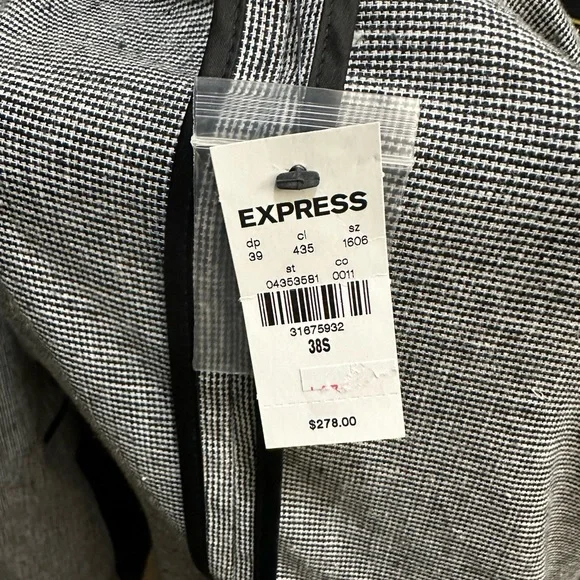 EXPRESS
dp cl sz
39 435 1606
st co
04353581 0011
31675932
38S
$278.00